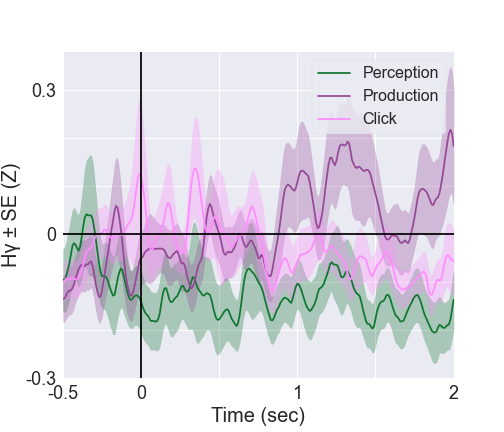 Perception
Production
Click
0.3
0
-0.3
Hγ ± SE (Z)
-0.5
0
1
2
Time (sec)